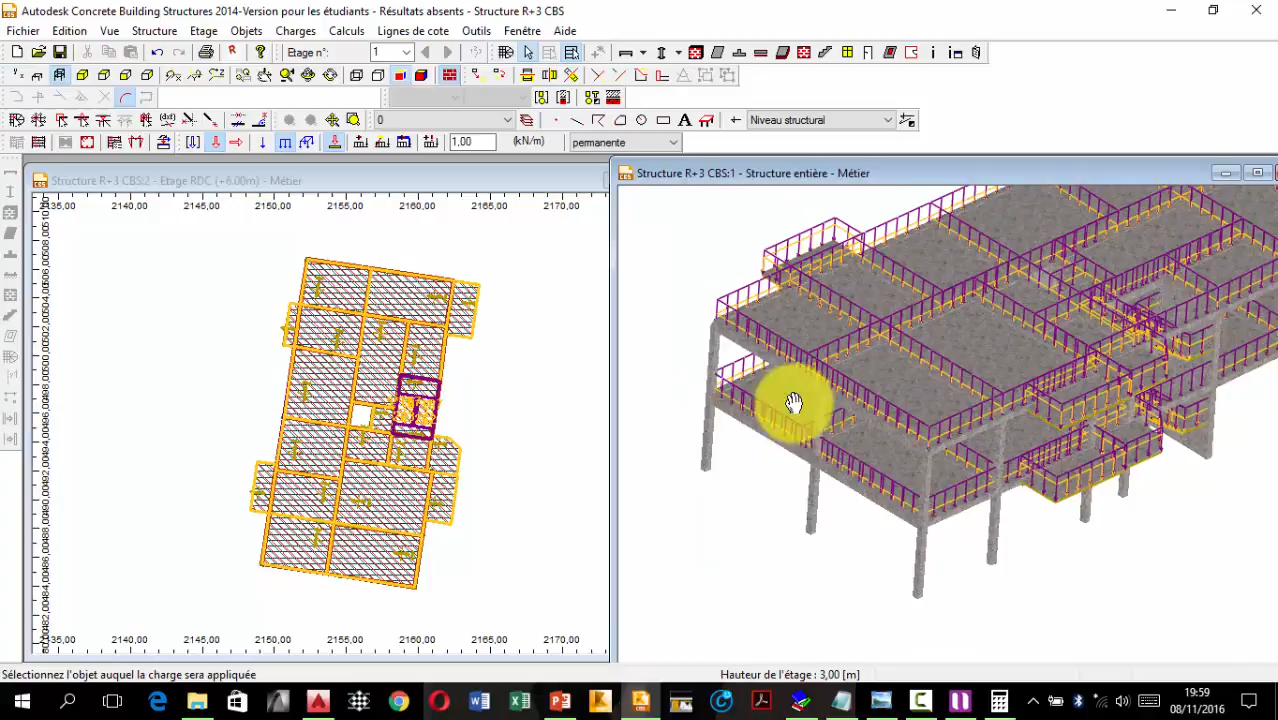 Autodesk Concrete Building Structures 2014-Version pour les étudiants - Résultats absents - Structure R+3 CBS
Fichier Edition Vue Structure Etage Objets Charges Calculs Lignes de cote Outils Fenêtre Aide
Etage n°: 1
0 Niveau structural
1,00 (kN/m) permanente
Structure R+3 CBS:2 - Etage RDC (+6.00m) - Métier
Structure R+3 CBS:1 - Structure entière - Métier
2135,00 2140,00 2145,00 2150,00 2155,00 2160,00 2165,00 2170,00
2135,00 2140,00 2145,00 2150,00 2155,00 2160,00 2165,00 2170,00
Sélectionnez l'objet auquel la charge sera appliquée
Hauteur de l'étage : 3,00 [m]
19:59
08/11/2016